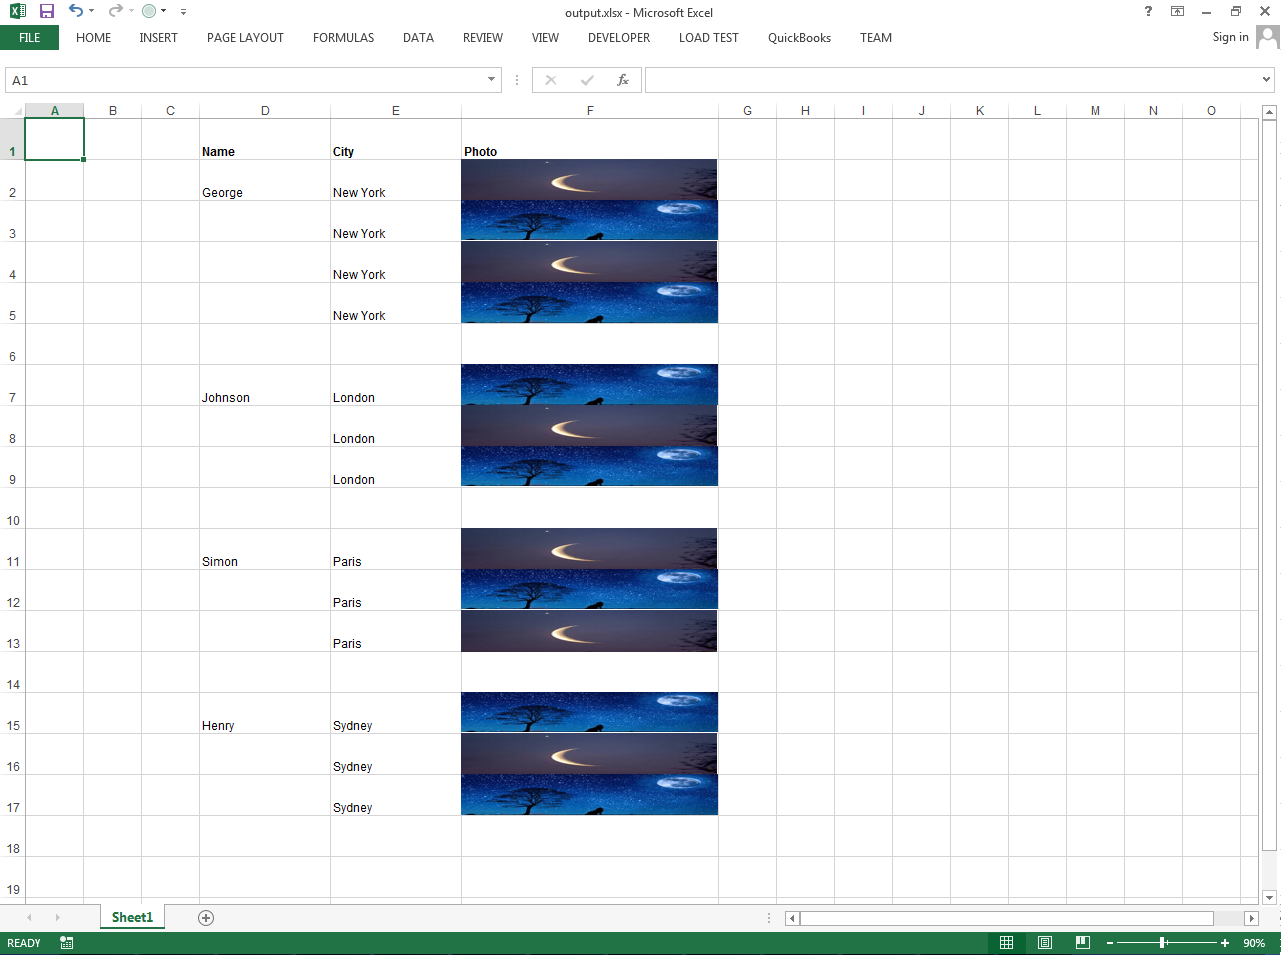 output.xlsx - Microsoft Excel
?
FILE HOME INSERT PAGE LAYOUT FORMULAS DATA REVIEW VIEW DEVELOPER LOAD TEST QuickBooks TEAM Sign in
A1 fx
A B C D E F G H I J K L M N O
1 Name City Photo
2 George New York
3 New York
4 New York
5 New York
6
7 Johnson London
8 London
9 London
10
11 Simon Paris
12 Paris
13 Paris
14
15 Henry Sydney
16 Sydney
17 Sydney
18
19
Sheet1
READY 90%